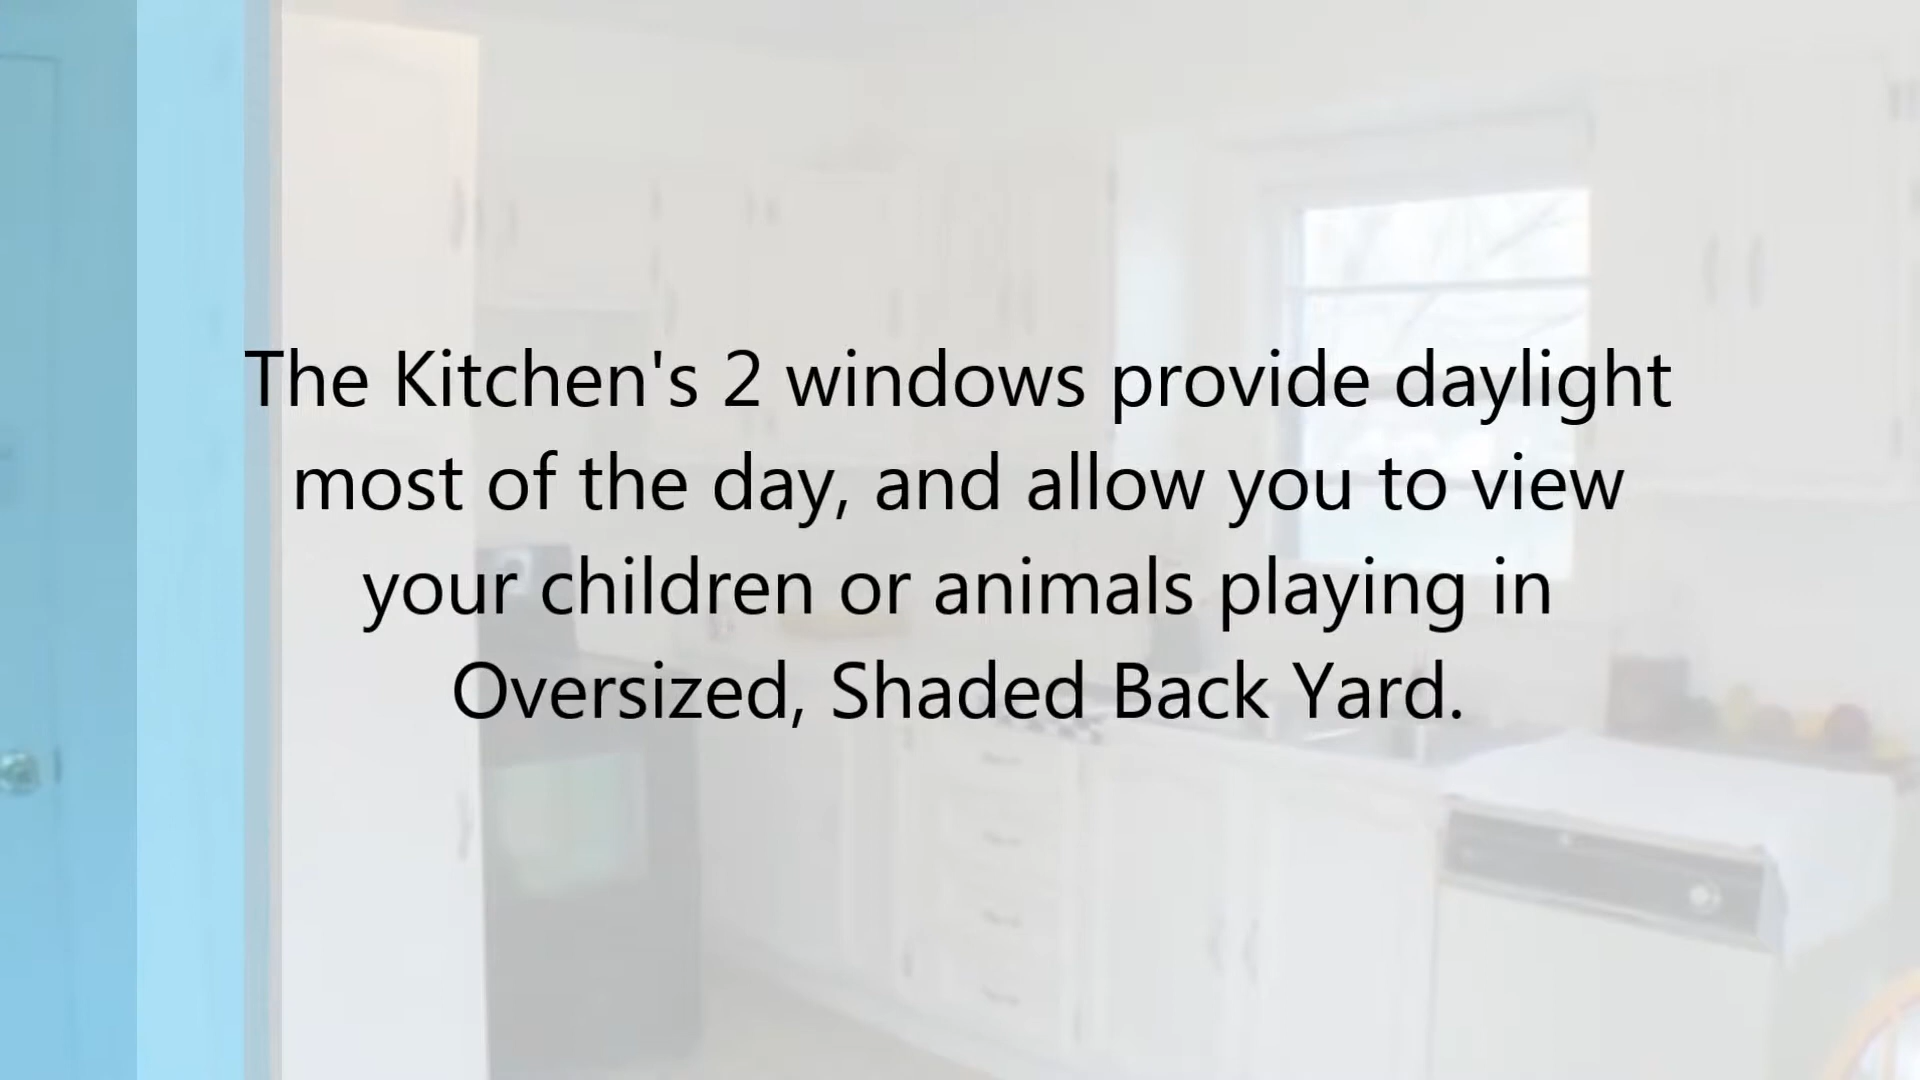 The Kitchen's 2 windows provide daylight
most of the day, and allow you to view
your children or animals playing in
Oversized, Shaded Back Yard.